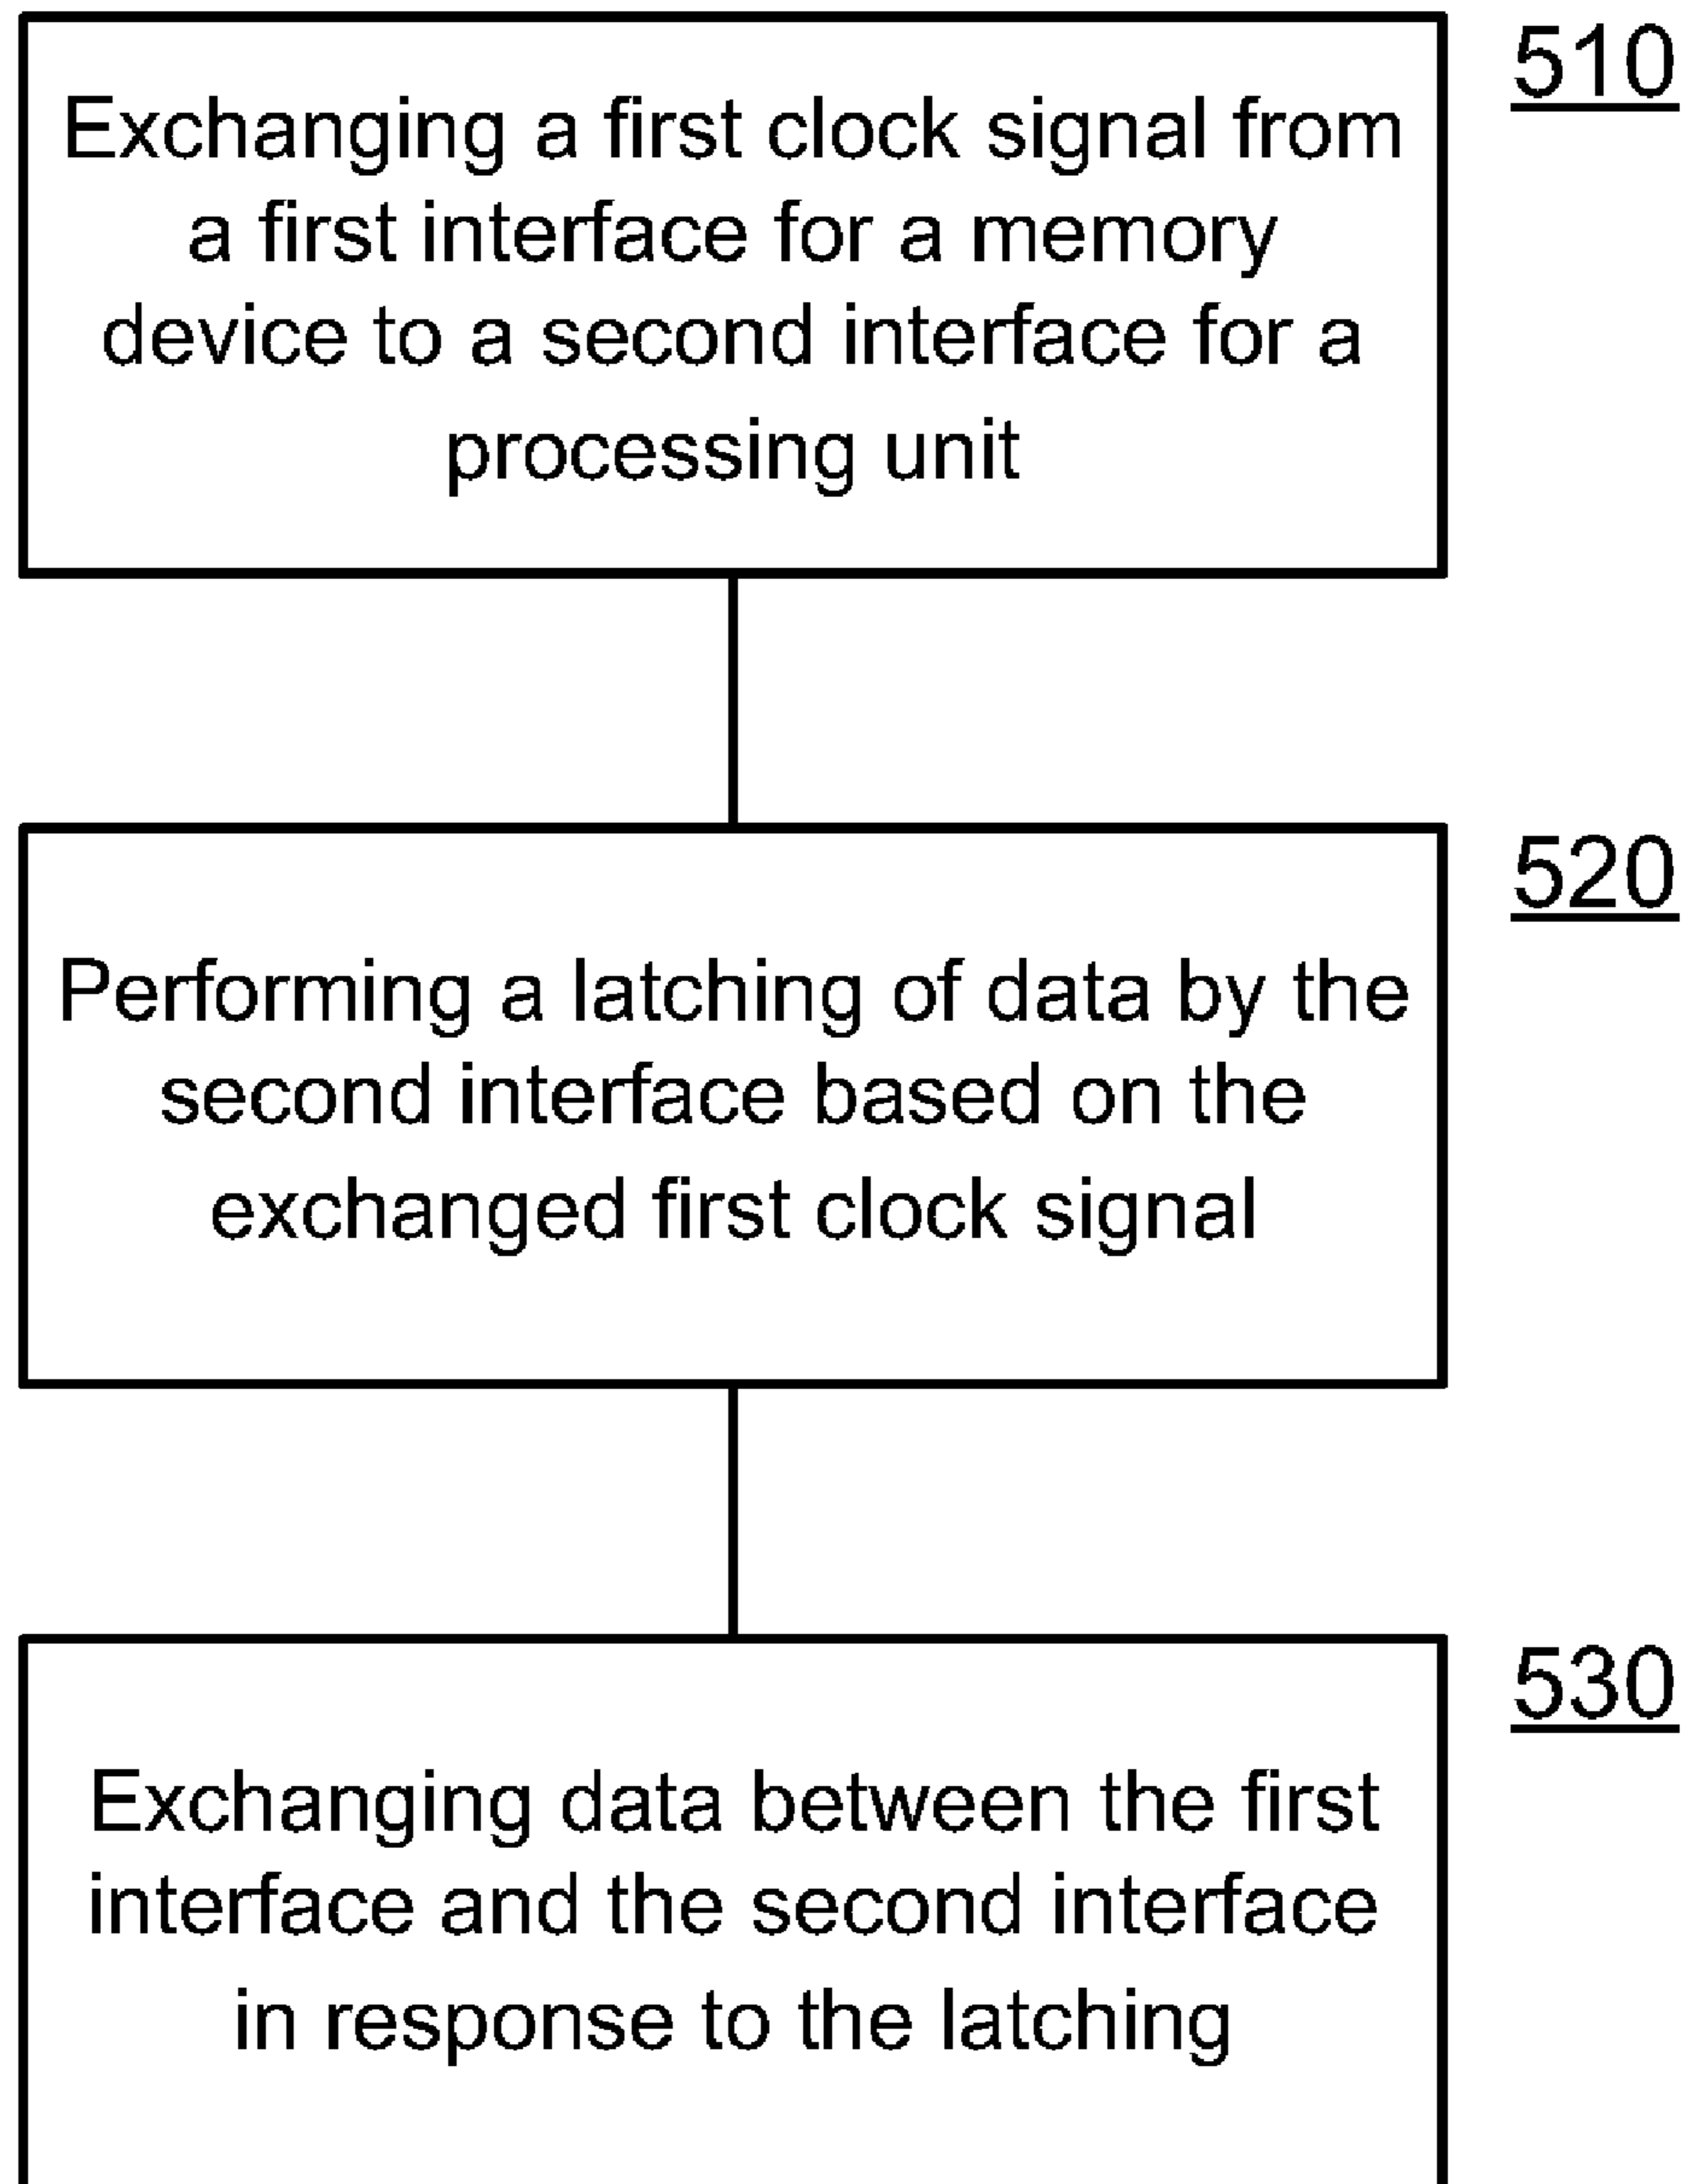 510
Exchanging a first clock signal from
a first interface for a memory
device to a second interface for a
processing unit
520
Performing a latching of data by the
second interface based on the
exchanged first clock signal
530
Exchanging data between the first
interface and the second interface
in response to the latching